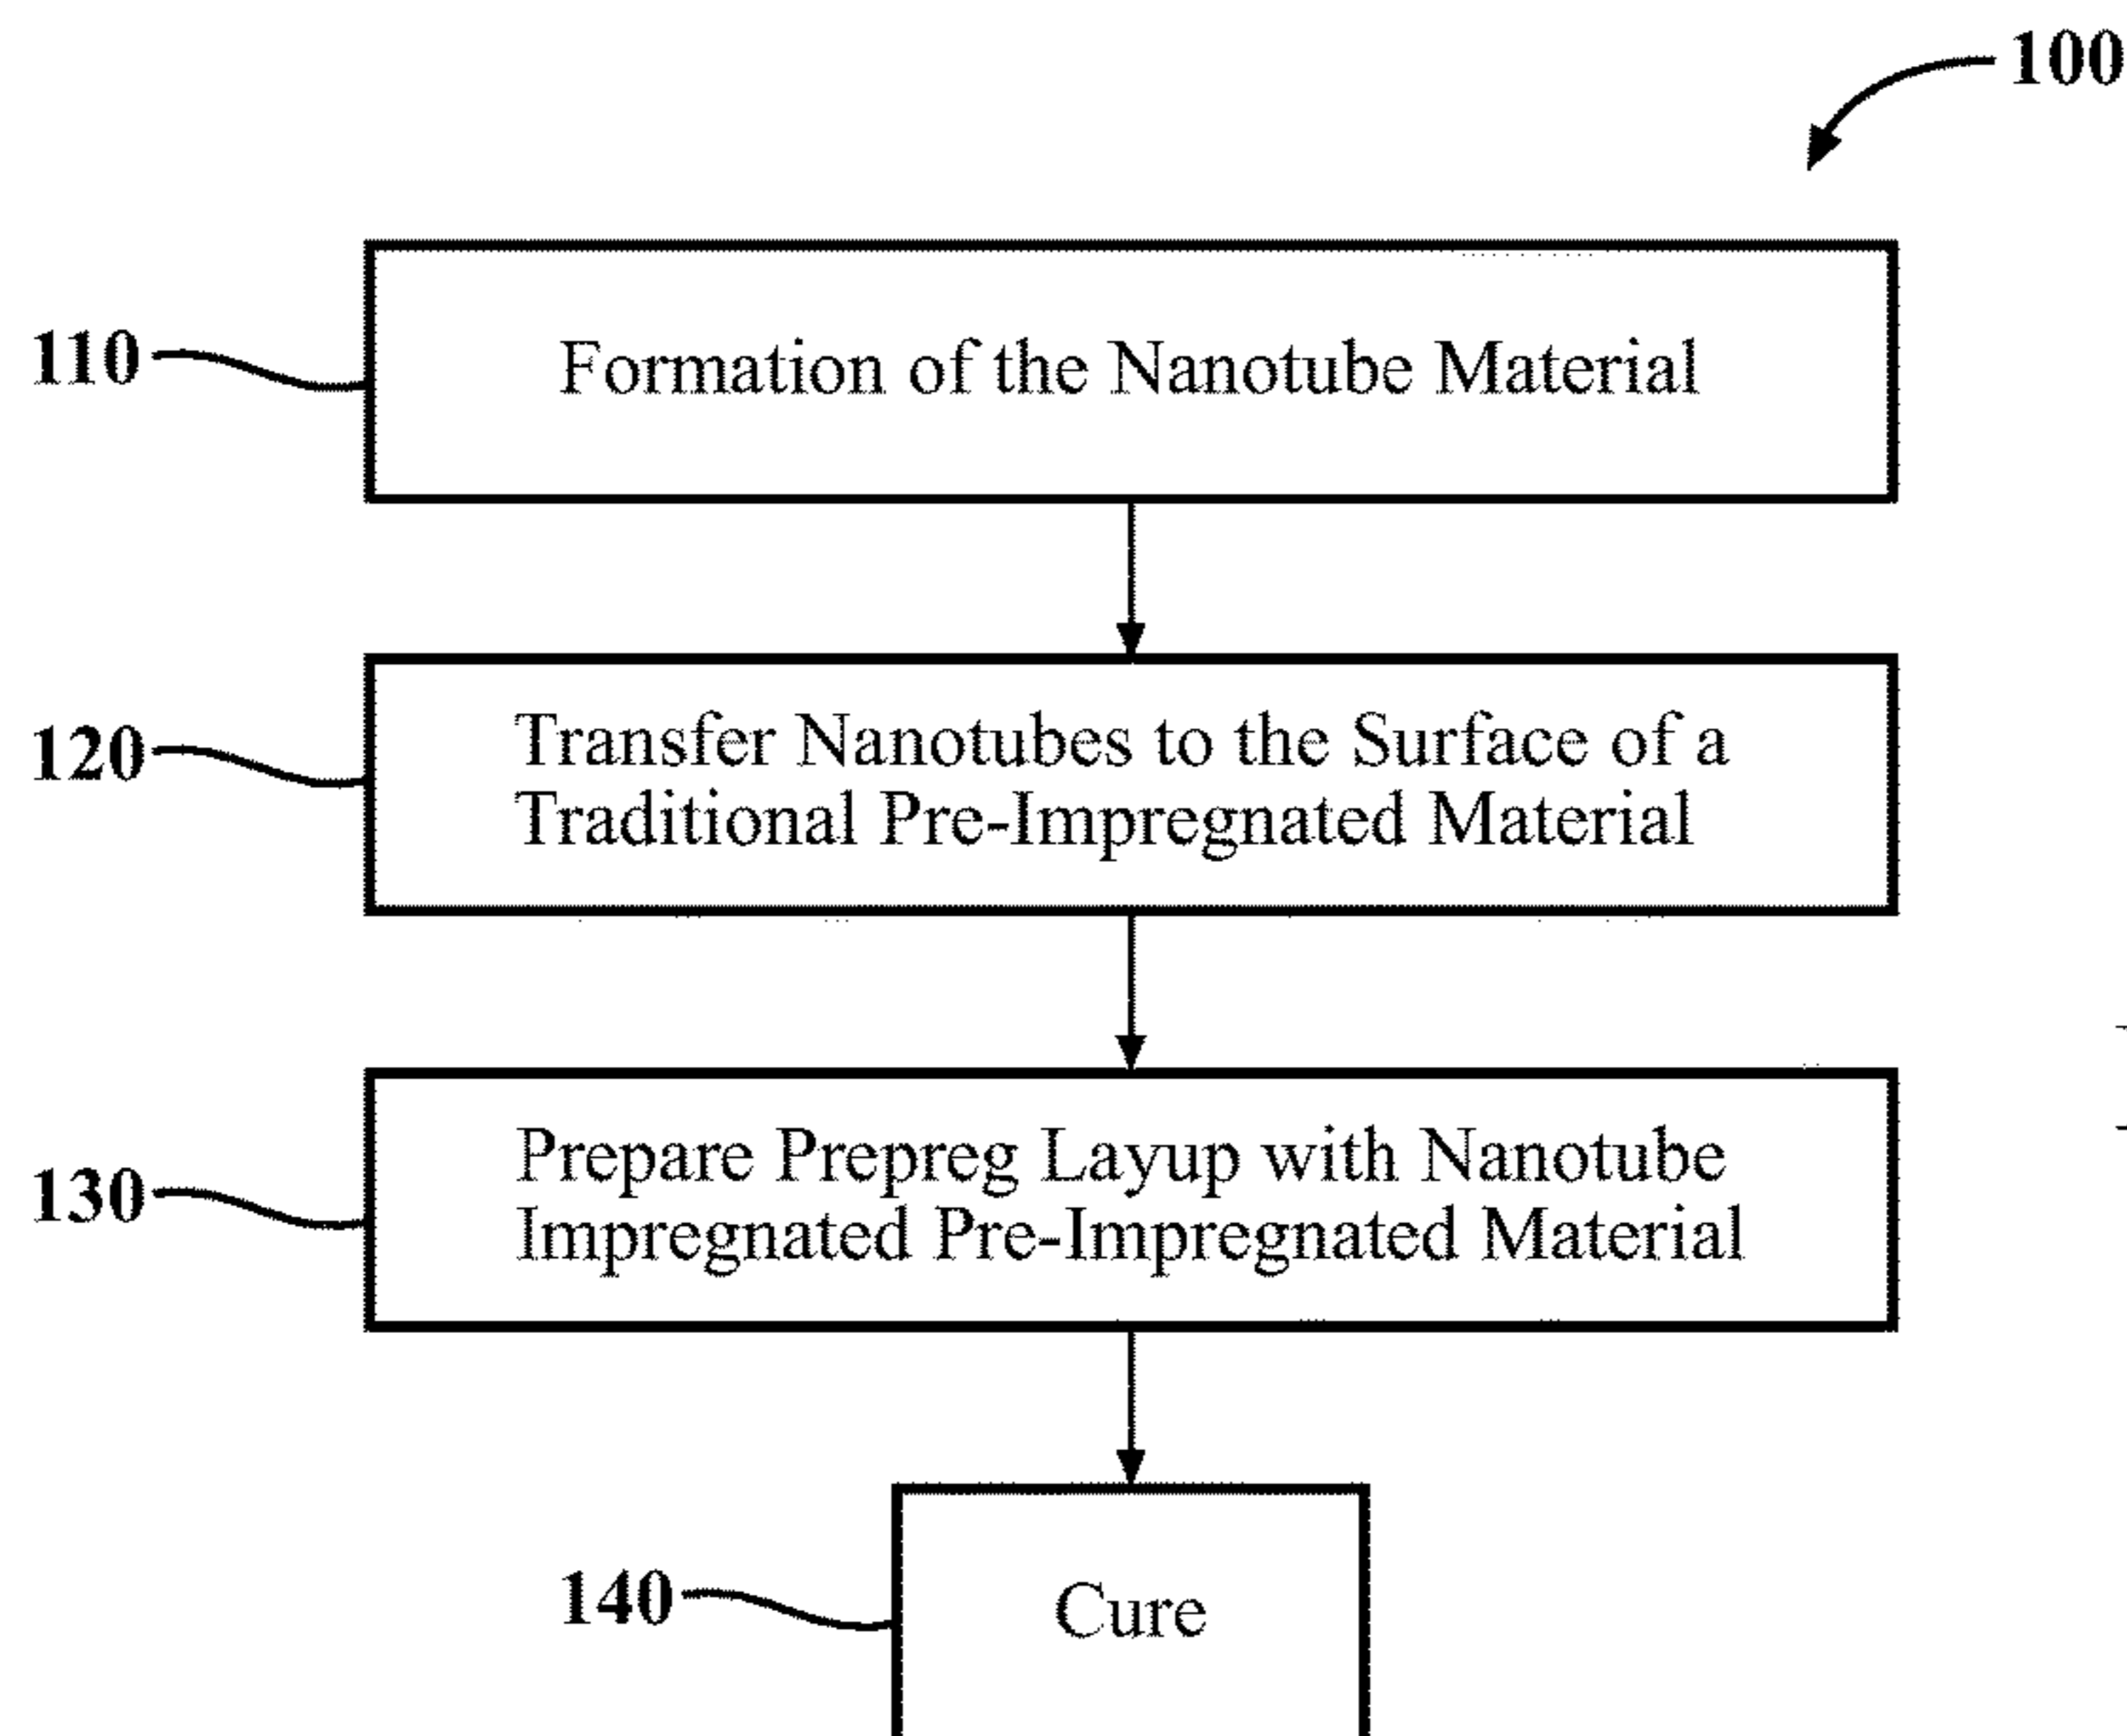 100
110
Formation of the Nanotube Material
120
Transfer Nanotubes to the Surface of a
Traditional Pre-Impregnated Material
130
Prepare Prepreg Layup with Nanotube
Impregnated Pre-Impregnated Material
140
Cure